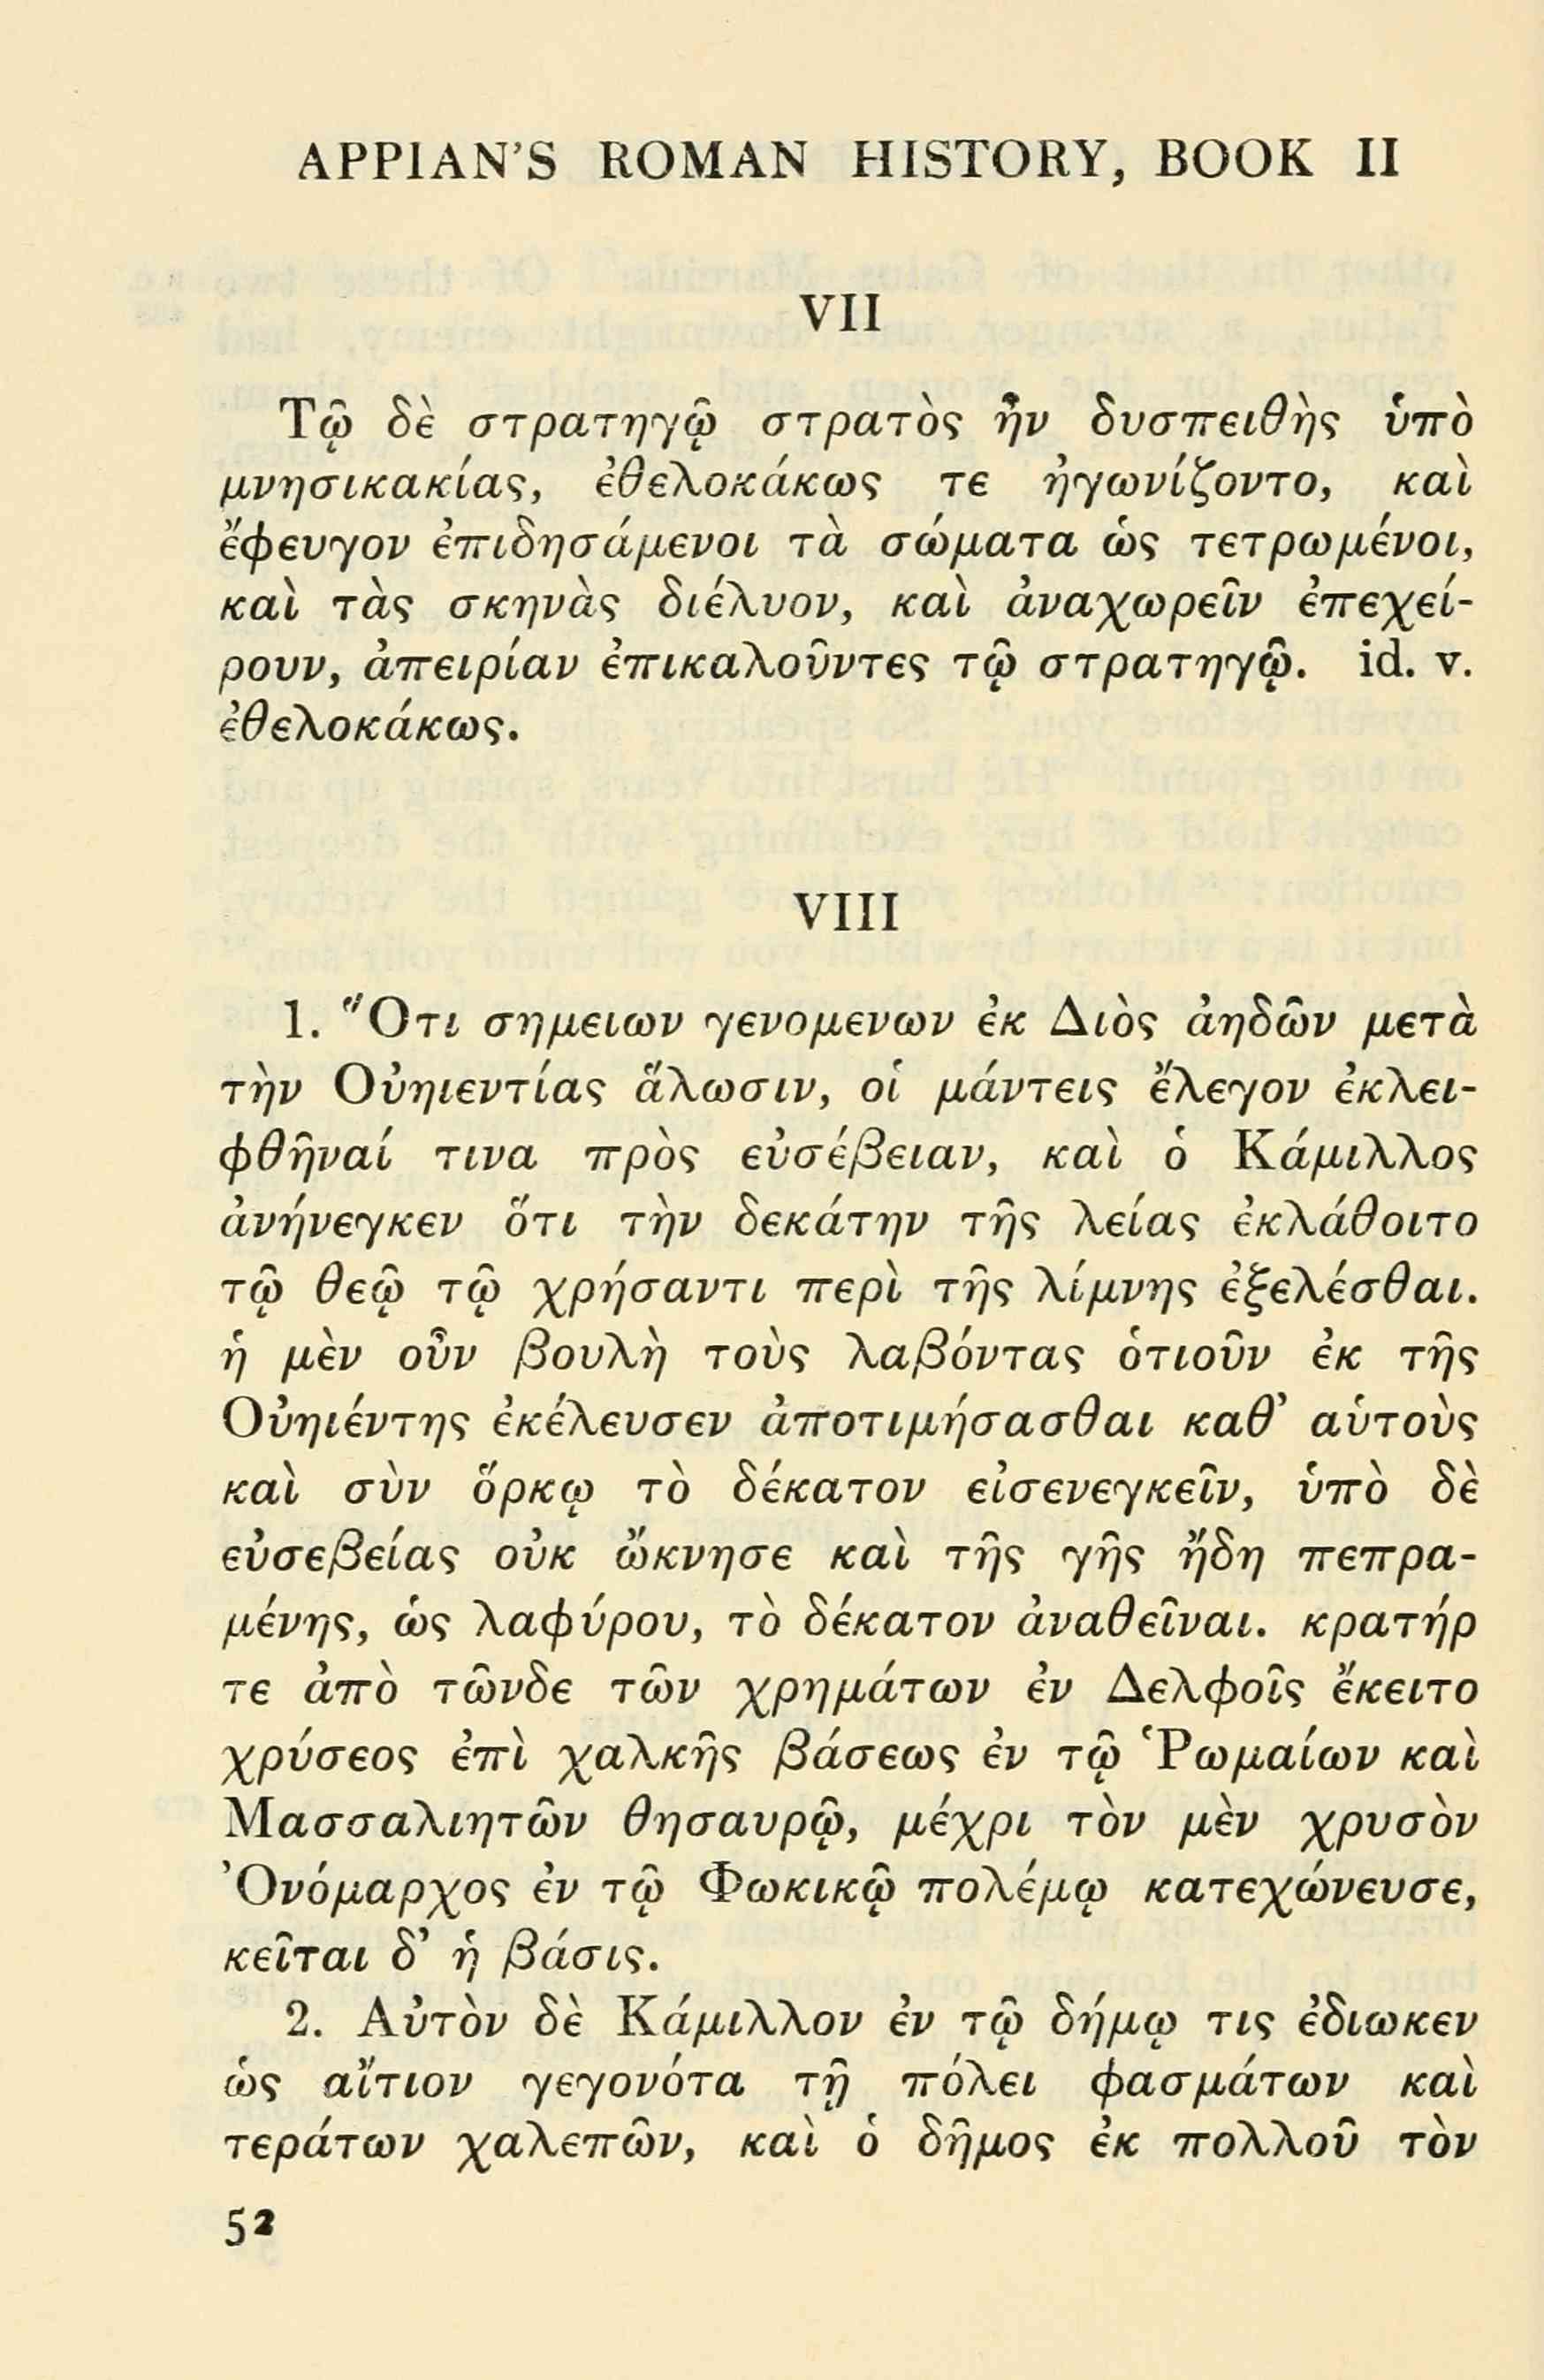 APPIAN'S ROMAN HISTORY, BOOK II
VII
Τῷ δὲ στρατηγῷ στρατὸς ἦν δυσπειθὴς ὑπὸ
μνησικακίας, ἐθελοκάκως τε ἠγωνίζοντο, καὶ
ἔφευγον ἐπιδησάμενοι τὰ σώματα ὡς τετρωμένοι,
καὶ τὰς σκηνὰς διέλυον, καὶ ἀναχωρεῖν ἐπεχεί-
ρουν, ἀπειρίαν ἐπικαλοῦντες τῷ στρατηγῷ. id. v.
ἐθελοκάκως.
VIII
1. Ὅτι σημειων γενομενων ἐκ Διὸς ἀηδῶν μετὰ
τὴν Οὐηιεντίας ἅλωσιν, οἱ μάντεις ἔλεγον ἐκλει-
φθῆναί τινα πρὸς εὐσέβειαν, καὶ ὁ Κάμιλλος
ἀνήνεγκεν ὅτι τὴν δεκάτην τῆς λείας ἐκλάθοιτο
τῷ θεῷ τῷ χρήσαντι περὶ τῆς λίμνης ἐξελέσθαι.
ἡ μὲν οὖν βουλὴ τοὺς λαβόντας ὁτιοῦν ἐκ τῆς
Οὐηιέντης ἐκέλευσεν ἀποτιμήσασθαι καθ' αὑτοὺς
καὶ σὺν ὅρκῳ τὸ δέκατον εἰσενεγκεῖν, ὑπὸ δὲ
εὐσεβείας οὐκ ὤκνησε καὶ τῆς γῆς ἤδη πεπρα-
μένης, ὡς λαφύρου, τὸ δέκατον ἀναθεῖναι. κρατήρ
τε ἀπὸ τῶνδε τῶν χρημάτων ἐν Δελφοῖς ἔκειτο
χρύσεος ἐπὶ χαλκῆς βάσεως ἐν τῷ Ῥωμαίων καὶ
Μασσαλιητῶν θησαυρῷ, μέχρι τὸν μὲν χρυσὸν
Ὀνόμαρχος ἐν τῷ Φωκικῷ πολέμῳ κατεχώνευσε,
κεῖται δ' ἡ βάσις.
2. Αὐτὸν δὲ Κάμιλλον ἐν τῷ δήμῳ τις ἐδιωκεν
ὡς αἴτιον γεγονότα τῇ πόλει φασμάτων καὶ
τεράτων χαλεπῶν, καὶ ὁ δῆμος ἐκ πολλοῦ τὸν
52